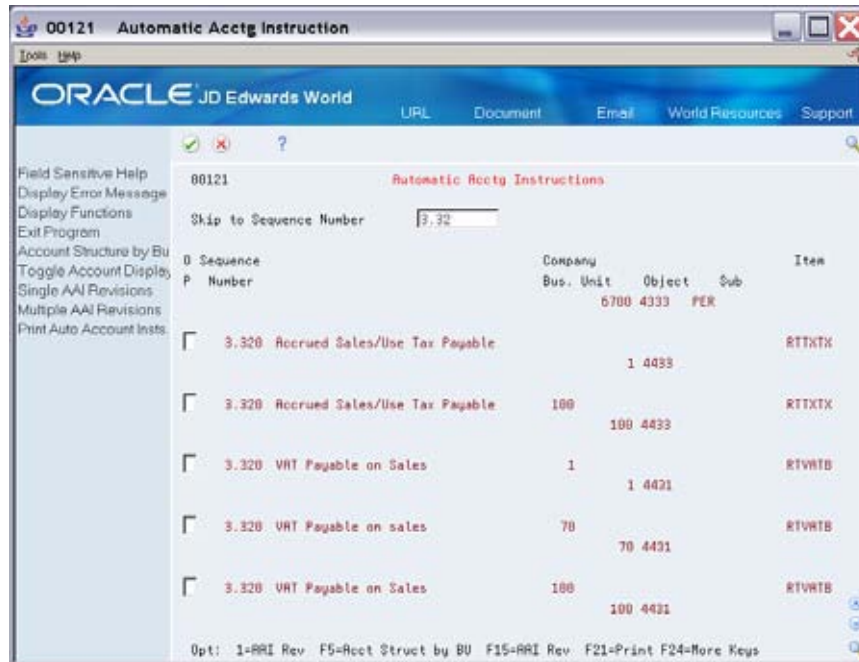 00121 Automatic Acctg Instruction
Tools Help
ORACLE JD Edwards World
URL Document Email World Resources Support
?
Field Sensitive Help
Display Error Message
Display Functions
Exit Program
Account Structure by Bu
Toggle Account Display
Single AAI Revisions
Multiple AAI Revisions
Print Auto Account Insts.
00121 Automatic Acctg Instructions
Skip to Sequence Number 3.32
O Sequence Company Item
P Number Bus. Unit Object Sub
6700 4333 PER
3.320 Accrued Sales/Use Tax Payable RTTXTX
1 4433
3.320 Accrued Sales/Use Tax Payable 100 RTTXTX
100 4433
3.320 VAT Payable on Sales 1 RTVATB
1 4431
3.320 VAT Payable on sales 70 RTVATB
70 4431
3.320 VAT Payable on Sales 100 RTVATB
100 4431
Opt: 1=AAI Rev F5=Acct Struct by BU F15=AAI Rev F21=Print F24=More Keys